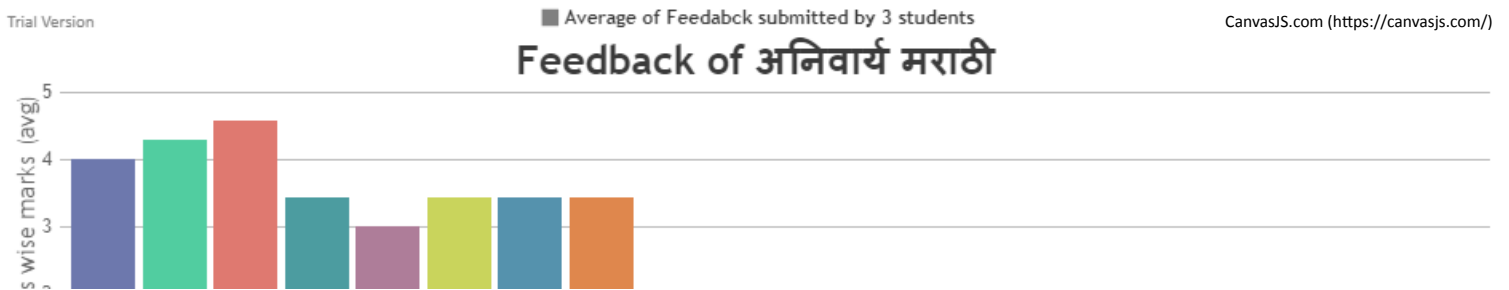 Trial Version
Average of Feedabck submitted by 3 students
CanvasJS.com (https://canvasjs.com/)
Feedback of अनिवार्य मराठी
5
4
3
wise marks (avg)